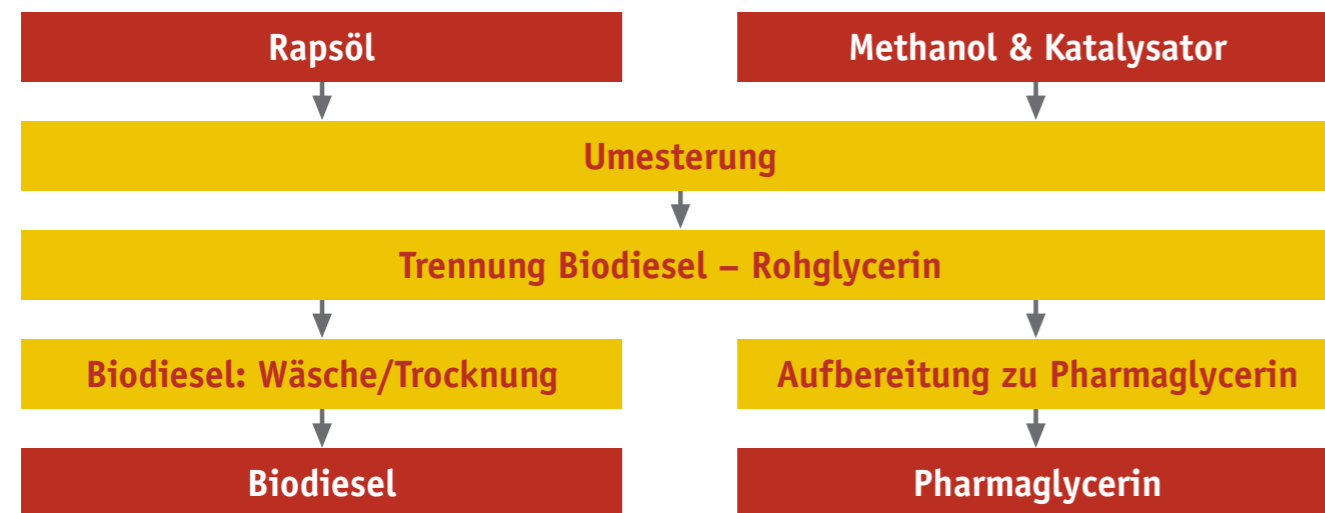 Rapsöl
Methanol & Katalysator
Umesterung
Trennung Biodiesel – Rohglycerin
Biodiesel: Wäsche/Trocknung
Aufbereitung zu Pharmaglycerin
Biodiesel
Pharmaglycerin